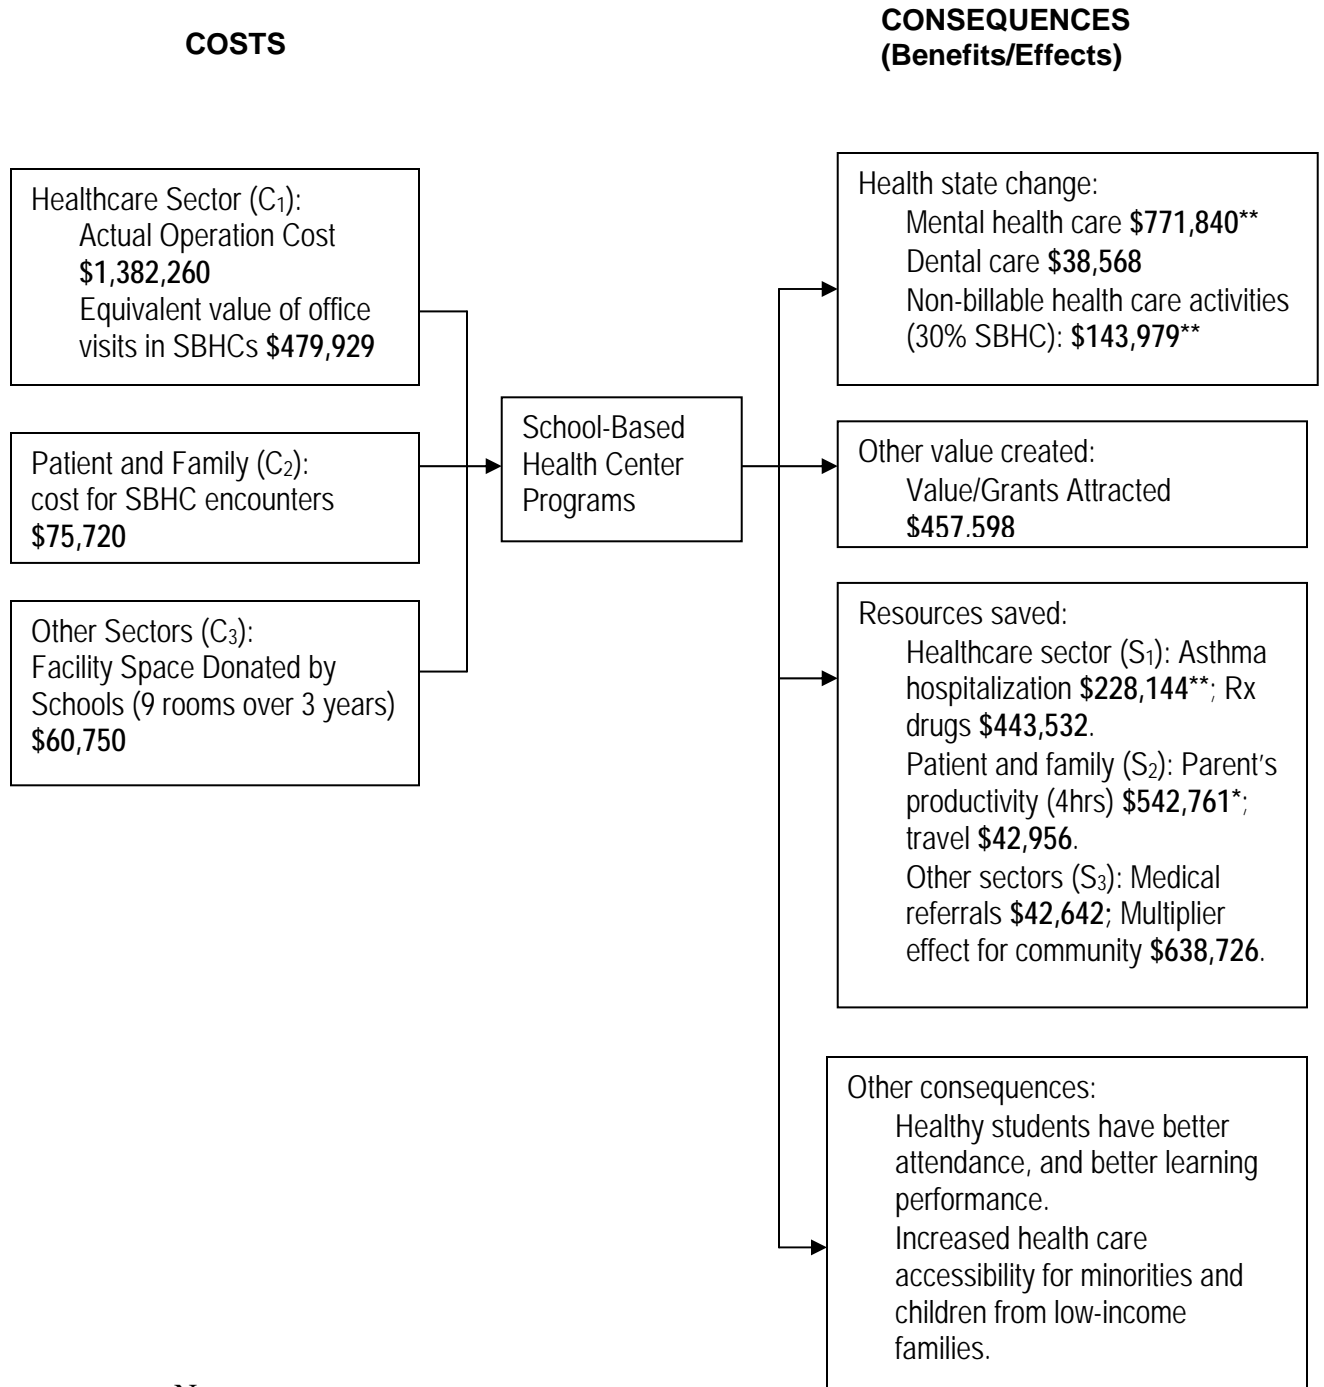 COSTS
CONSEQUENCES
(Benefits/Effects)
Healthcare Sector (C₁):
Actual Operation Cost
$1,382,260
Equivalent value of office
visits in SBHCs $479,929
Patient and Family (C₂):
cost for SBHC encounters
$75,720
Other Sectors (C₃):
Facility Space Donated by
Schools (9 rooms over 3 years)
$60,750
School-Based
Health Center
Programs
Health state change:
Mental health care $771,840**
Dental care $38,568
Non-billable health care activities
(30% SBHC): $143,979**
Other value created:
Value/Grants Attracted
$457,598
Resources saved:
Healthcare sector (S₁): Asthma
hospitalization $228,144**; Rx
drugs $443,532.
Patient and family (S₂): Parent's
productivity (4hrs) $542,761*;
travel $42,956.
Other sectors (S₃): Medical
referrals $42,642; Multiplier
effect for community $638,726.
Other consequences:
Healthy students have better
attendance, and better learning
performance.
Increased health care
accessibility for minorities and
children from low-income
families.